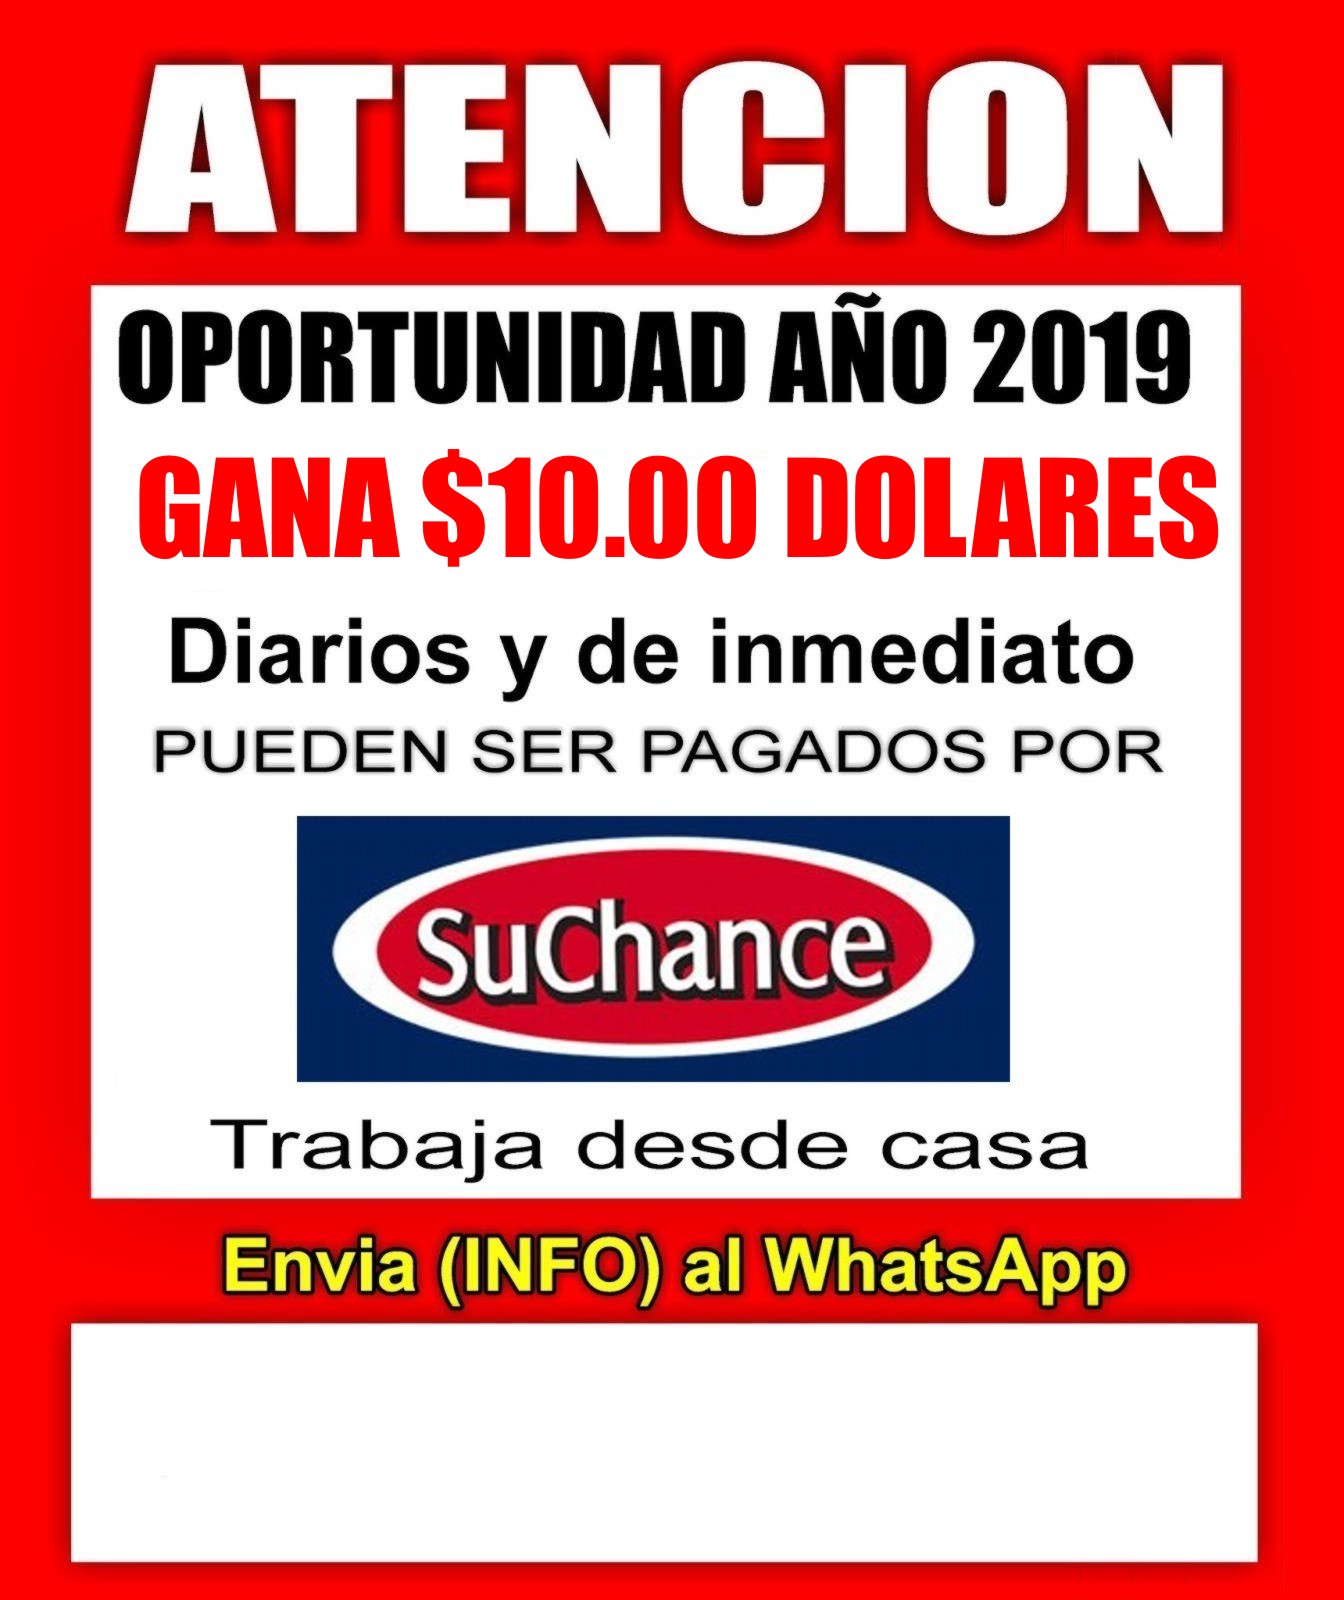 ATENCION
OPORTUNIDAD AÑO 2019
GANA $10.00 DOLARES
Diarios y de inmediato
PUEDEN SER PAGADOS POR
SuChance
Trabaja desde casa
Envia (INFO) al WhatsApp